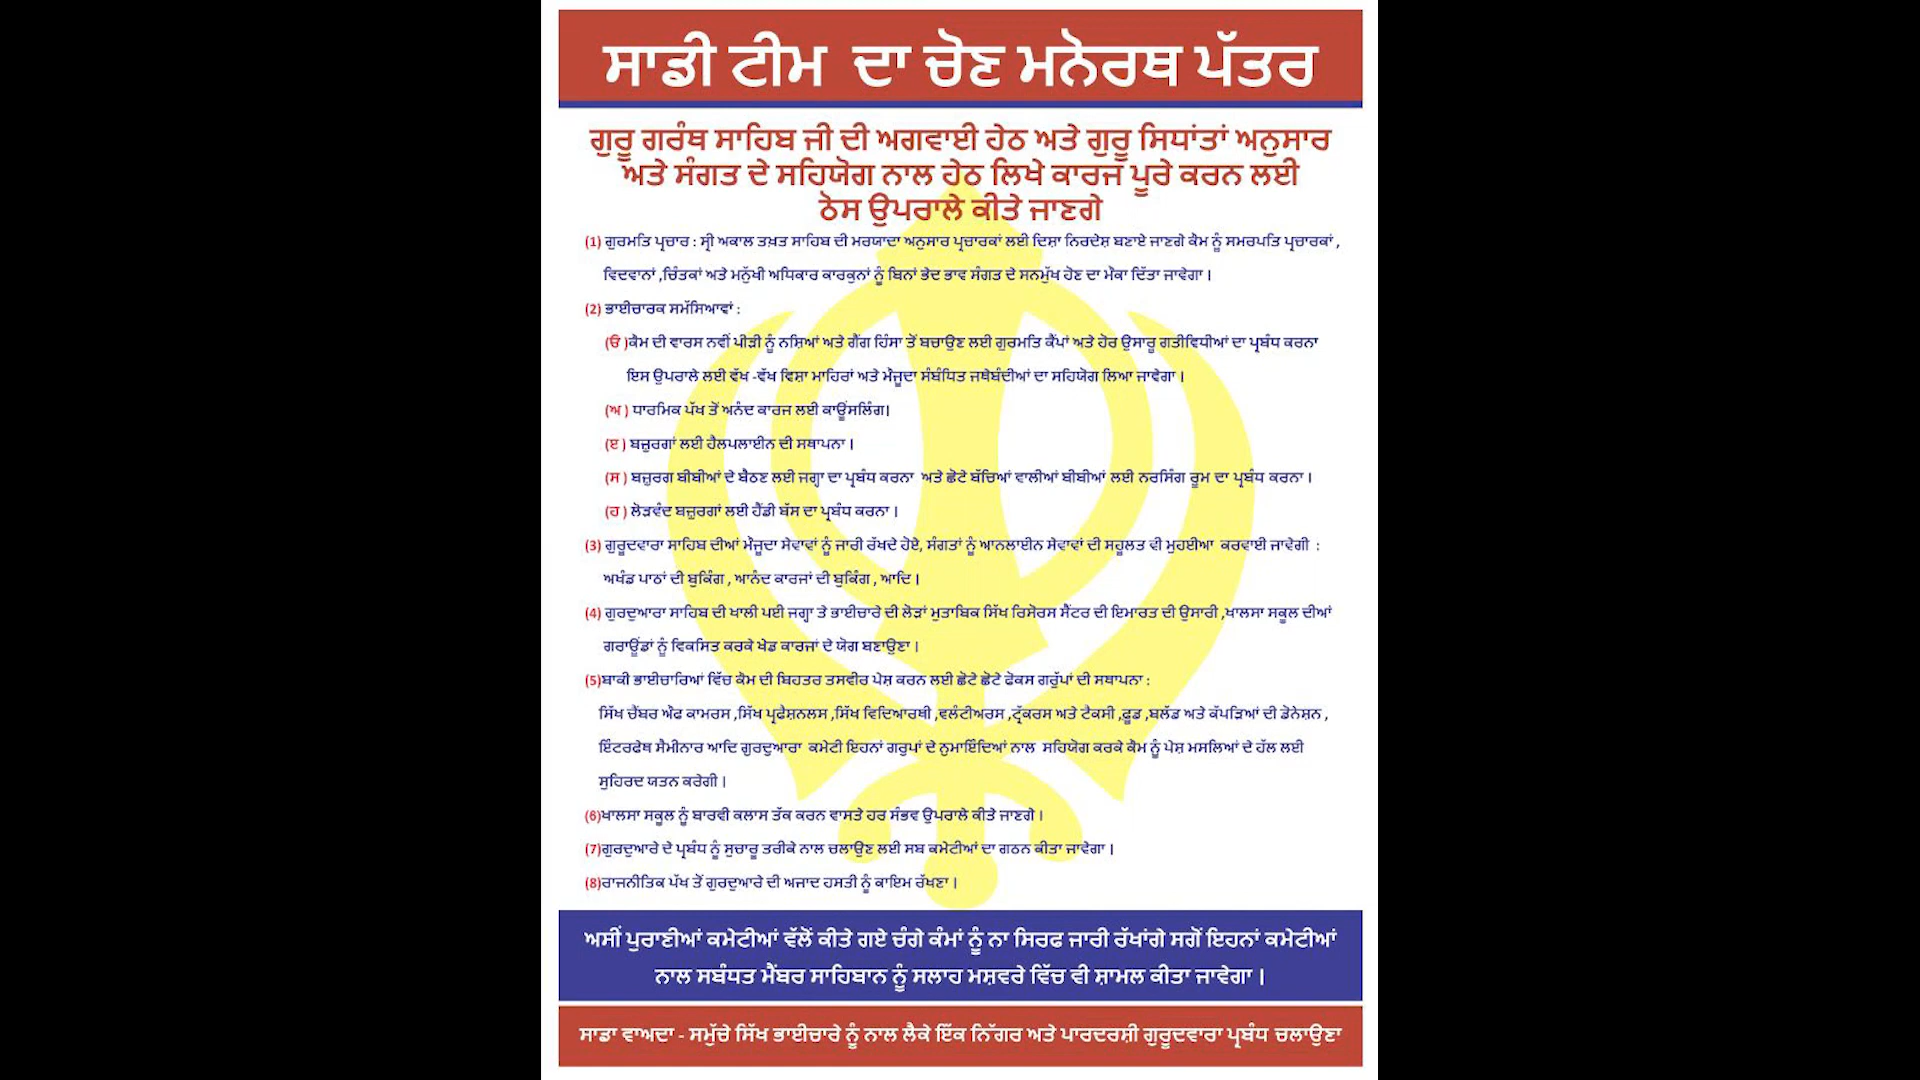 ਸਾਡੀ ਟੀਮ ਦਾ ਚੋਣ ਮਨੋਰਥ ਪੱਤਰ
ਗੁਰੂ ਗਰੰਥ ਸਾਹਿਬ ਜੀ ਦੀ ਅਗਵਾਈ ਹੇਠ ਅਤੇ ਗੁਰੂ ਸਿਧਾਂਤਾਂ ਅਨੁਸਾਰ
ਅਤੇ ਸੰਗਤ ਦੇ ਸਹਿਯੋਗ ਨਾਲ ਹੇਠ ਲਿਖੇ ਕਾਰਜ ਪੂਰੇ ਕਰਨ ਲਈ
ਠੋਸ ਉਪਰਾਲੇ ਕੀਤੇ ਜਾਣਗੇ
(1) ਗੁਰਮਤਿ ਪ੍ਰਚਾਰ : ਸ੍ਰੀ ਅਕਾਲ ਤਖ਼ਤ ਸਾਹਿਬ ਦੀ ਮਰਯਾਦਾ ਅਨੁਸਾਰ ਪ੍ਰਚਾਰਕਾਂ ਲਈ ਦਿਸ਼ਾ ਨਿਰਦੇਸ਼ ਬਣਾਏ ਜਾਣਗੇ ਕੌਮ ਨੂੰ ਸਮਰਪਤਿ ਪ੍ਰਚਾਰਕਾਂ ,
ਵਿਦਵਾਨਾਂ ,ਚਿੰਤਕਾਂ ਅਤੇ ਮਨੁੱਖੀ ਅਧਿਕਾਰ ਕਾਰਕੁਨਾਂ ਨੂੰ ਬਿਨਾਂ ਭੇਦ ਭਾਵ ਸੰਗਤ ਦੇ ਸਨਮੁੱਖ ਹੋਣ ਦਾ ਮੌਕਾ ਦਿੱਤਾ ਜਾਵੇਗਾ ।
(2) ਭਾਈਚਾਰਕ ਸਮੱਸਿਆਵਾਂ :
(ੳ )ਕੌਮ ਦੀ ਵਾਰਸ ਨਵੀਂ ਪੀੜੀ ਨੂੰ ਨਸ਼ਿਆਂ ਅਤੇ ਗੈਂਗ ਹਿੰਸਾ ਤੋਂ ਬਚਾਉਣ ਲਈ ਗੁਰਮਤਿ ਕੈਂਪਾਂ ਅਤੇ ਹੋਰ ਉਸਾਰੂ ਗਤੀਵਿਧੀਆਂ ਦਾ ਪ੍ਰਬੰਧ ਕਰਨਾ
ਇਸ ਉਪਰਾਲੇ ਲਈ ਵੱਖ -ਵੱਖ ਵਿਸ਼ਾ ਮਾਹਿਰਾਂ ਅਤੇ ਮੌਜੂਦਾ ਸੰਬੰਧਿਤ ਜਥੇਬੰਦੀਆਂ ਦਾ ਸਹਿਯੋਗ ਲਿਆ ਜਾਵੇਗਾ ।
(ਅ ) ਧਾਰਮਿਕ ਪੱਖ ਤੋਂ ਅਨੰਦ ਕਾਰਜ ਲਈ ਕਾਊਂਸਲਿੰਗ।
(ੲ ) ਬਜ਼ੁਰਗਾਂ ਲਈ ਹੈਲਪਲਾਈਨ ਦੀ ਸਥਾਪਨਾ ।
(ਸ ) ਬਜ਼ੁਰਗ ਬੀਬੀਆਂ ਦੇ ਬੈਠਣ ਲਈ ਜਗ੍ਹਾ ਦਾ ਪ੍ਰਬੰਧ ਕਰਨਾ ਅਤੇ ਛੋਟੇ ਬੱਚਿਆਂ ਵਾਲੀਆਂ ਬੀਬੀਆਂ ਲਈ ਨਰਸਿੰਗ ਰੂਮ ਦਾ ਪ੍ਰਬੰਧ ਕਰਨਾ ।
(ਹ ) ਲੋੜਵੰਦ ਬਜ਼ੁਰਗਾਂ ਲਈ ਹੈਂਡੀ ਬੱਸ ਦਾ ਪ੍ਰਬੰਧ ਕਰਨਾ ।
(3) ਗੁਰੂਦਵਾਰਾ ਸਾਹਿਬ ਦੀਆਂ ਮੌਜੂਦਾ ਸੇਵਾਵਾਂ ਨੂੰ ਜਾਰੀ ਰੱਖਦੇ ਹੋਏ, ਸੰਗਤਾਂ ਨੂੰ ਆਨਲਾਈਨ ਸੇਵਾਵਾਂ ਦੀ ਸਹੂਲਤ ਵੀ ਮੁਹਈਆ ਕਰਵਾਈ ਜਾਵੇਗੀ :
ਅਖੰਡ ਪਾਠਾਂ ਦੀ ਬੁਕਿੰਗ , ਆਨੰਦ ਕਾਰਜਾਂ ਦੀ ਬੁਕਿੰਗ , ਆਦਿ ।
(4) ਗੁਰਦੁਆਰਾ ਸਾਹਿਬ ਦੀ ਖਾਲੀ ਪਈ ਜਗ੍ਹਾ ਤੇ ਭਾਈਚਾਰੇ ਦੀ ਲੋੜਾਂ ਮੁਤਾਬਿਕ ਸਿੱਖ ਰਿਸੋਰਸ ਸੈਂਟਰ ਦੀ ਇਮਾਰਤ ਦੀ ਉਸਾਰੀ ,ਖਾਲਸਾ ਸਕੂਲ ਦੀਆਂ
ਗਰਾਊਂਡਾਂ ਨੂੰ ਵਿਕਸਿਤ ਕਰਕੇ ਖੇਡ ਕਾਰਜਾਂ ਦੇ ਯੋਗ ਬਣਾਉਣਾ ।
(5)ਬਾਕੀ ਭਾਈਚਾਰਿਆਂ ਵਿੱਚ ਕੌਮ ਦੀ ਬਿਹਤਰ ਤਸਵੀਰ ਪੇਸ਼ ਕਰਨ ਲਈ ਛੋਟੇ ਛੋਟੇ ਫੋਕਸ ਗਰੁੱਪਾਂ ਦੀ ਸਥਾਪਨਾ :
ਸਿੱਖ ਚੈਂਬਰ ਔਫ ਕਾਮਰਸ ,ਸਿੱਖ ਪ੍ਰਫੈਸ਼ਨਲਸ ,ਸਿੱਖ ਵਿਦਿਆਰਥੀ ,ਵਲੰਟੀਅਰਸ ,ਟ੍ਰੱਕਰਸ ਅਤੇ ਟੈਕਸੀ ,ਫ਼ੂਡ ,ਬਲੱਡ ਅਤੇ ਕੱਪੜਿਆਂ ਦੀ ਡੋਨੇਸ਼ਨ ,
ਇੰਟਰਫੇਥ ਸੈਮੀਨਾਰ ਆਦਿ ਗੁਰਦੁਆਰਾ ਕਮੇਟੀ ਇਹਨਾਂ ਗਰੁਪਾਂ ਦੇ ਨੁਮਾਇੰਦਿਆਂ ਨਾਲ ਸਹਿਯੋਗ ਕਰਕੇ ਕੌਮ ਨੂੰ ਪੇਸ਼ ਮਸਲਿਆਂ ਦੇ ਹੱਲ ਲਈ
ਸੁਹਿਰਦ ਯਤਨ ਕਰੇਗੀ ।
(6)ਖਾਲਸਾ ਸਕੂਲ ਨੂੰ ਬਾਰਵੀ ਕਲਾਸ ਤੱਕ ਕਰਨ ਵਾਸਤੇ ਹਰ ਸੰਭਵ ਉਪਰਾਲੇ ਕੀਤੇ ਜਾਣਗੇ ।
(7)ਗੁਰਦੁਆਰੇ ਦੇ ਪ੍ਰਬੰਧ ਨੂੰ ਸੁਚਾਰੂ ਤਰੀਕੇ ਨਾਲ ਚਲਾਉਣ ਲਈ ਸਬ ਕਮੇਟੀਆਂ ਦਾ ਗਠਨ ਕੀਤਾ ਜਾਵੇਗਾ ।
(8)ਰਾਜਨੀਤਿਕ ਪੱਖ ਤੋਂ ਗੁਰਦੁਆਰੇ ਦੀ ਅਜਾਦ ਹਸਤੀ ਨੂੰ ਕਾਇਮ ਰੱਖਣਾ ।
ਅਸੀਂ ਪੁਰਾਣੀਆਂ ਕਮੇਟੀਆਂ ਵੱਲੋਂ ਕੀਤੇ ਗਏ ਚੰਗੇ ਕੰਮਾਂ ਨੂੰ ਨਾ ਸਿਰਫ ਜਾਰੀ ਰੱਖਾਂਗੇ ਸਗੋਂ ਇਹਨਾਂ ਕਮੇਟੀਆਂ
ਨਾਲ ਸਬੰਧਤ ਮੈਂਬਰ ਸਾਹਿਬਾਨ ਨੂੰ ਸਲਾਹ ਮਸ਼ਵਰੇ ਵਿੱਚ ਵੀ ਸ਼ਾਮਲ ਕੀਤਾ ਜਾਵੇਗਾ ।
ਸਾਡਾ ਵਾਅਦਾ - ਸਮੁੱਚੇ ਸਿੱਖ ਭਾਈਚਾਰੇ ਨੂੰ ਨਾਲ ਲੈਕੇ ਇੱਕ ਨਿੱਗਰ ਅਤੇ ਪਾਰਦਰਸ਼ੀ ਗੁਰੂਦਵਾਰਾ ਪ੍ਰਬੰਧ ਚਲਾਉਣਾ